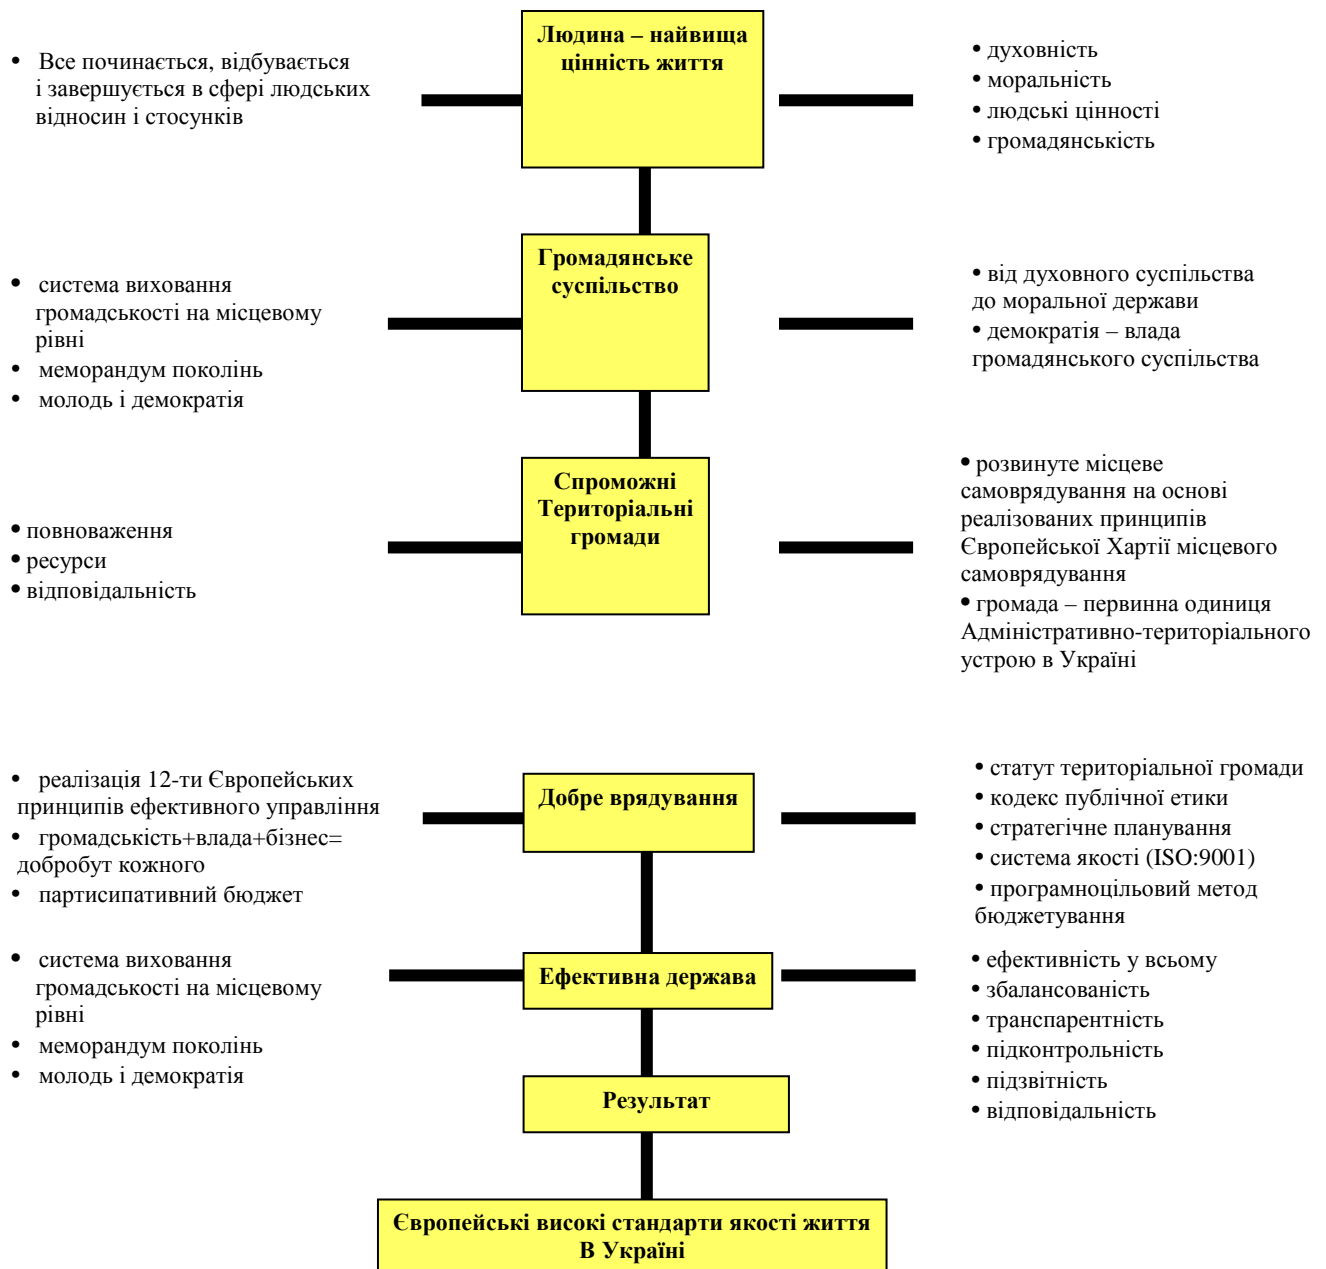 Людина – найвища
цінність життя
• Все починається, відбувається
і завершується в сфері людських
відносин і стосунків
• духовність
• моральність
• людські цінності
• громадянськість
Громадянське
суспільство
• система виховання
громадськості на місцевому
рівні
• меморандум поколінь
• молодь і демократія
• від духовного суспільства
до моральної держави
• демократія – влада
громадянського суспільства
Спроможні
Територіальні
громади
• повноваження
• ресурси
• відповідальність
• розвинуте місцеве
самоврядування на основі
реалізованих принципів
Європейської Хартії місцевого
самоврядування
• громада – первинна одиниця
Адміністративно-територіального
устрою в Україні
• реалізація 12-ти Європейських
принципів ефективного управління
• громадськість+влада+бізнес=
добробут кожного
• партисипативний бюджет
Добре врядування
• статут територіальної громади
• кодекс публічної етики
• стратегічне планування
• система якості (ISO:9001)
• програмноцільовий метод
бюджетування
• система виховання
громадськості на місцевому
рівні
• меморандум поколінь
• молодь і демократія
Ефективна держава
• ефективність у всьому
• збалансованість
• транспарентність
• підконтрольність
• підзвітність
• відповідальність
Результат
Європейські високі стандарти якості життя
В Україні